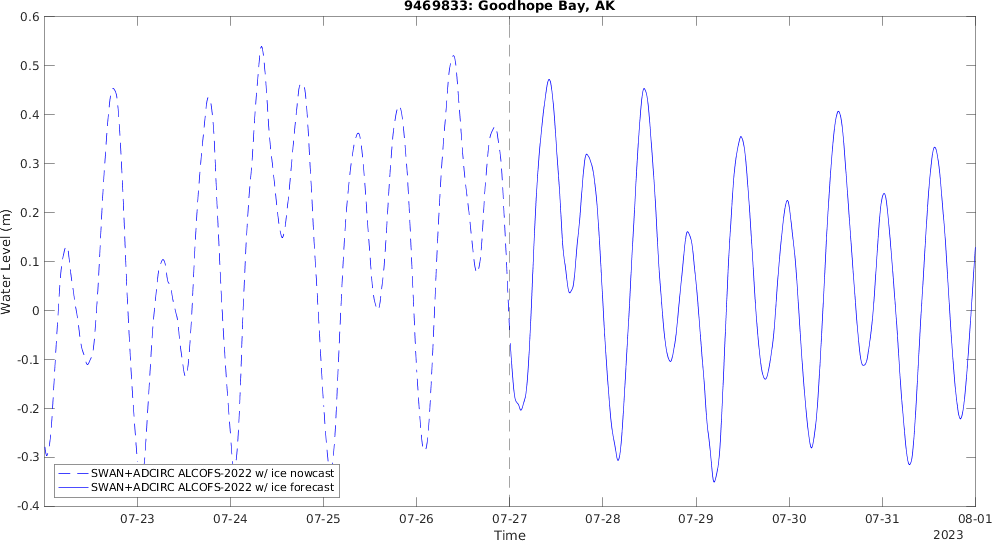 9469833: Goodhope Bay, AK
0.6
0.5
0.4
0.3
0.2
0.1
0
-0.1
-0.2
-0.3
-0.4
Water Level (m)
SWAN+ADCIRC ALCOFS-2022 w/ ice nowcast
SWAN+ADCIRC ALCOFS-2022 w/ ice forecast
07-23 07-24 07-25 07-26 07-27 07-28 07-29 07-30 07-31 08-01
Time
2023